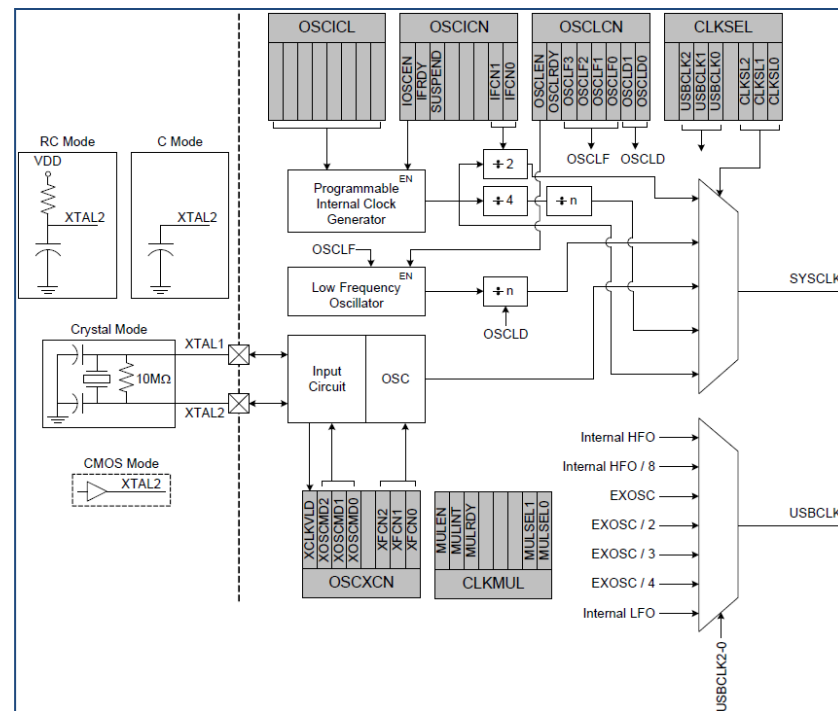 OSCICL
OSCICN
OSCLCN
CLKSEL
IOSCEN
IFRDY
SUSPEND
IFCN1
IFCN0
OSCLEN
OSCLRDY
OSCLF3
OSCLF2
OSCLF1
OSCLF0
OSCLD1
OSCLD0
USBCLK2
USBCLK1
USBCLK0
CLKSL2
CLKSL1
CLKSL0
RC Mode
C Mode
VDD
XTAL2
XTAL2
OSCLF
OSCLD
EN
Programmable
Internal Clock
Generator
÷ 2
÷ 4
÷ n
OSCLF
EN
Low Frequency
Oscillator
÷ n
OSCLD
SYSCLK
Crystal Mode
XTAL1
10MΩ
XTAL2
Input
Circuit
OSC
CMOS Mode
XTAL2
XCLKVLD
XOSCMD2
XOSCMD1
XOSCMD0
XFCN2
XFCN1
XFCN0
OSCXCN
MULEN
MULINT
MULRDY
MULSEL1
MULSEL0
CLKMUL
Internal HFO
Internal HFO / 8
EXOSC
EXOSC / 2
EXOSC / 3
EXOSC / 4
Internal LFO
USBCLK
USBCLK2-0